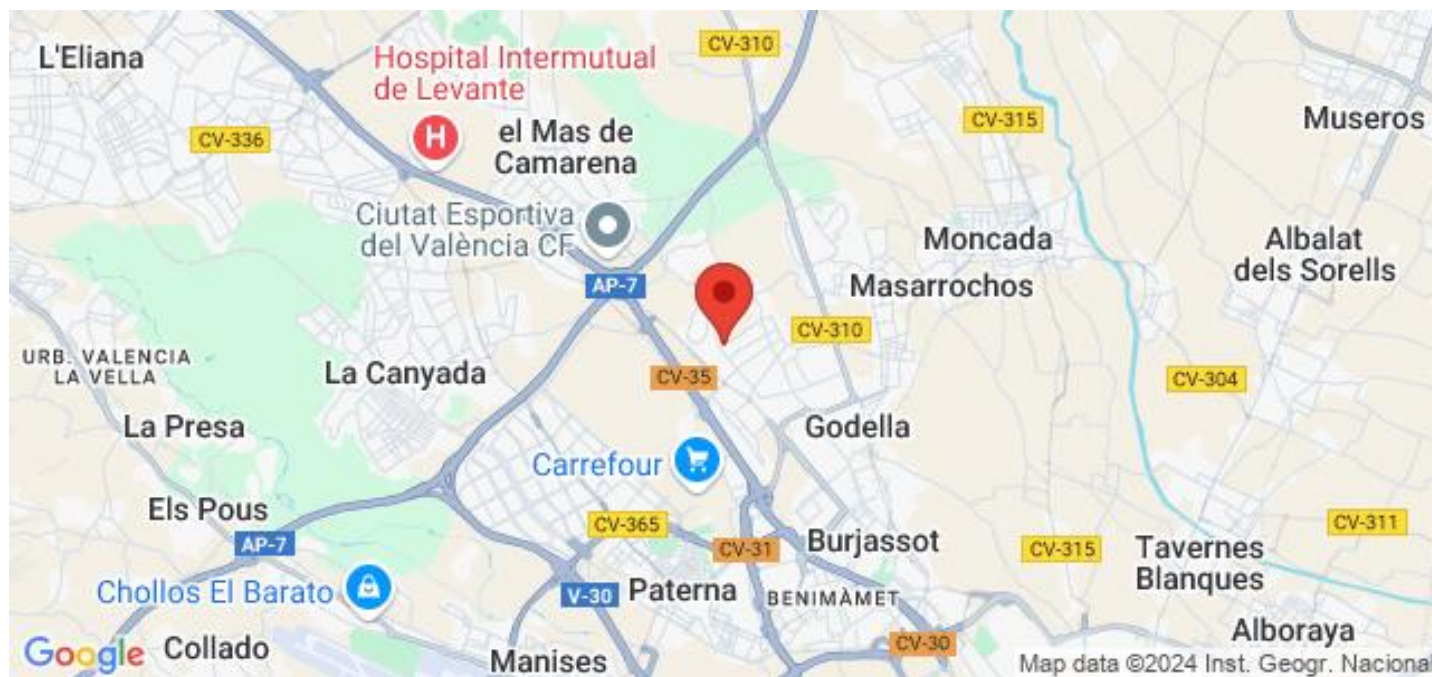 CV-310
L'Eliana
Hospital Intermutual
de Levante
Museros
CV-315
CV-336
H
el Mas de
Camarena
Ciutat Esportiva
del València CF
Moncada
Albalat
dels Sorells
AP-7
Masarrochos
CV-310
URB. VALENCIA
LA VELLA
La Canyada
CV-35
CV-304
La Presa
Godella
Carrefour
Els Pous
CV-365
CV-311
AP-7
CV-31
Burjassot
CV-315
Tavernes
Blanques
Chollos El Barato
V-30
Paterna
BENIMÀMET
Alboraya
Google
Collado
Manises
CV-30
Map data ©2024 Inst. Geogr. Nacional